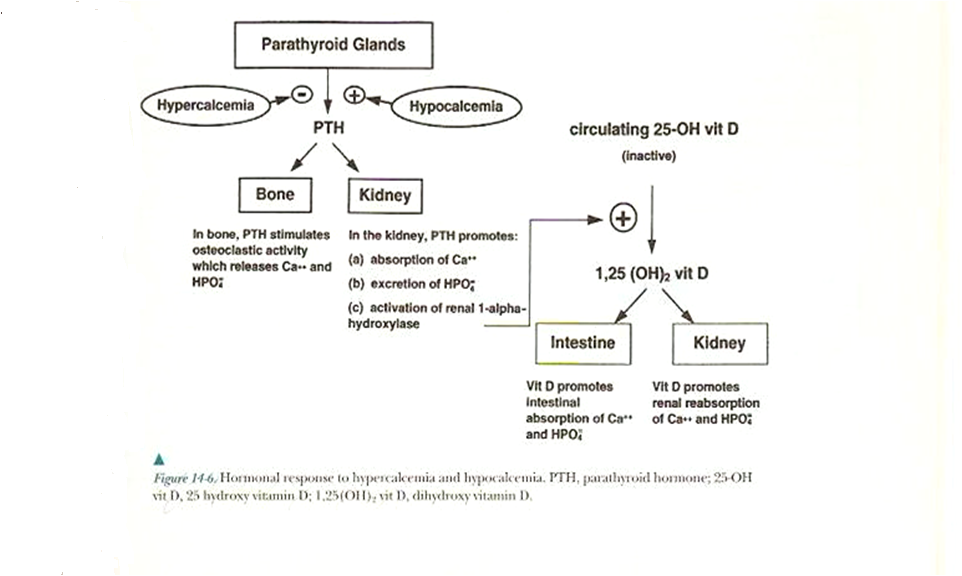 Parathyroid Glands
Hypercalcemia
-
+
Hypocalcemia
PTH
Bone
Kidney
In bone, PTH stimulates
osteoclastic activity
which releases Ca++ and
HPO4=
In the kidney, PTH promotes:
(a) absorption of Ca++
(b) excretion of HPO4=
(c) activation of renal 1-alpha-
hydroxylase
circulating 25-OH vit D
(inactive)
+
1,25 (OH)2 vit D
Intestine
Kidney
Vit D promotes
intestinal
absorption of Ca++
and HPO4=
Vit D promotes
renal reabsorption
of Ca++ and HPO4=
Figure 14-6. Hormonal response to hypercalcemia and hypocalcemia. PTH, parathyroid hormone; 25-OH
vit D, 25 hydroxy vitamin D; 1,25(OH)2 vit D, dihydroxy vitamin D.